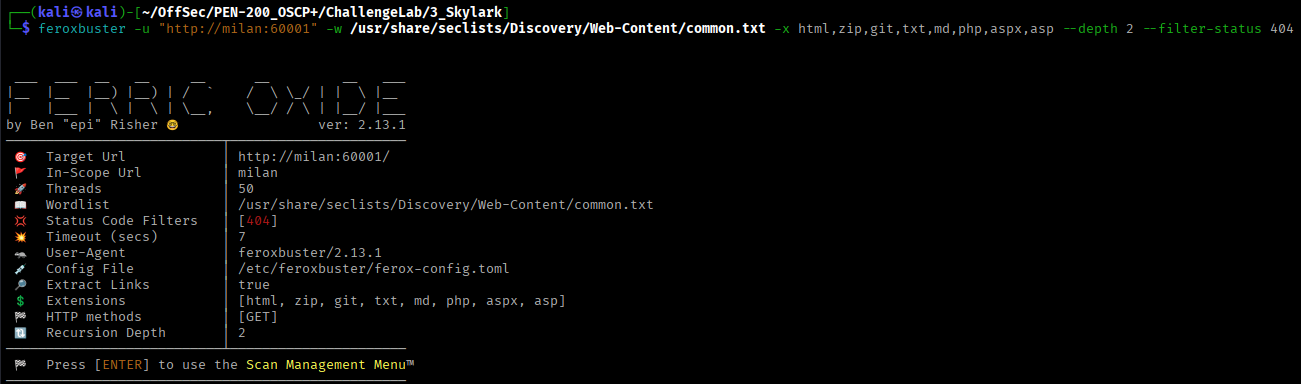 ┌──(kali㉿kali)-[~/OffSec/PEN-200_OSCP+/ChallengeLab/3_Skylark]
└─$ feroxbuster -u "http://milan:60001" -w /usr/share/seclists/Discovery/Web-Content/common.txt -x html,zip,git,txt,md,php,aspx,asp --depth 2 --filter-status 404
FERRIC OXIDE
by Ben "epi" Risher 🤓 ver: 2.13.1
🎯 Target Url │ http://milan:60001/
🚩 In-Scope Url │ milan
🚀 Threads │ 50
📖 Wordlist │ /usr/share/seclists/Discovery/Web-Content/common.txt
💢 Status Code Filters │ [404]
💥 Timeout (secs) │ 7
🦡 User-Agent │ feroxbuster/2.13.1
💉 Config File │ /etc/feroxbuster/ferox-config.toml
🔎 Extract Links │ true
💲 Extensions │ [html, zip, git, txt, md, php, aspx, asp]
🏁 HTTP methods │ [GET]
🔃 Recursion Depth │ 2
🏁 Press [ENTER] to use the Scan Management Menu™